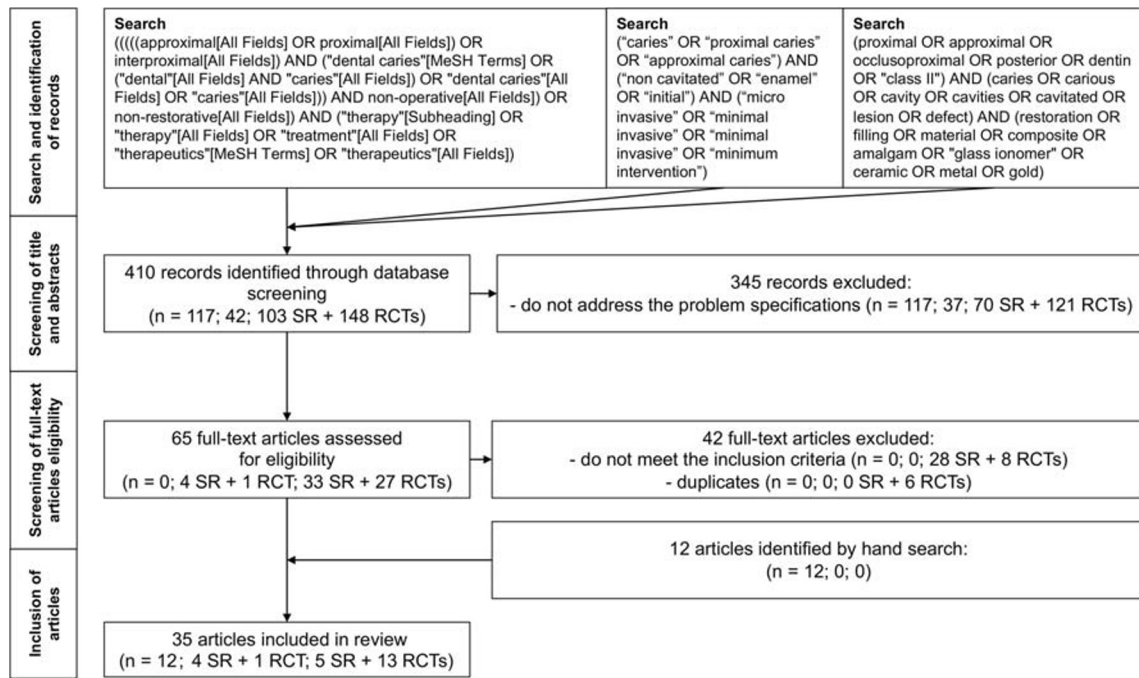 Search and identification
of records
Search
(((((approximal[All Fields] OR proximal[All Fields]) OR
interproximal[All Fields]) AND ("dental caries"[MeSH Terms] OR
("dental"[All Fields] AND "caries"[All Fields]) OR "dental caries"[All
Fields] OR "caries"[All Fields])) AND non-operative[All Fields]) OR
non-restorative[All Fields]) AND ("therapy"[Subheading] OR
"therapy"[All Fields] OR "treatment"[All Fields] OR
"therapeutics"[MeSH Terms] OR "therapeutics"[All Fields])
Search
(“caries” OR “proximal caries”
OR “approximal caries”) AND
(“non cavitated” OR “enamel”
OR “initial”) AND (“micro
invasive” OR “minimal
invasive” OR “minimal
invasive” OR “minimum
intervention”)
Search
(proximal OR approximal OR
occlusoproximal OR posterior OR dentin
OR "class II") AND (caries OR carious
OR cavity OR cavities OR cavitated OR
lesion OR defect) AND (restoration OR
filling OR material OR composite OR
amalgam OR "glass ionomer" OR
ceramic OR metal OR gold)
Screening of title
and abstracts
410 records identified through database
screening
(n = 117; 42; 103 SR + 148 RCTs)
345 records excluded:
- do not address the problem specifications (n = 117; 37; 70 SR + 121 RCTs)
Screening of full-text
articles eligibility
65 full-text articles assessed
for eligibility
(n = 0; 4 SR + 1 RCT; 33 SR + 27 RCTs)
42 full-text articles excluded:
- do not meet the inclusion criteria (n = 0; 0; 28 SR + 8 RCTs)
- duplicates (n = 0; 0; 0 SR + 6 RCTs)
Inclusion of
articles
12 articles identified by hand search:
(n = 12; 0; 0)
35 articles included in review
(n = 12; 4 SR + 1 RCT; 5 SR + 13 RCTs)